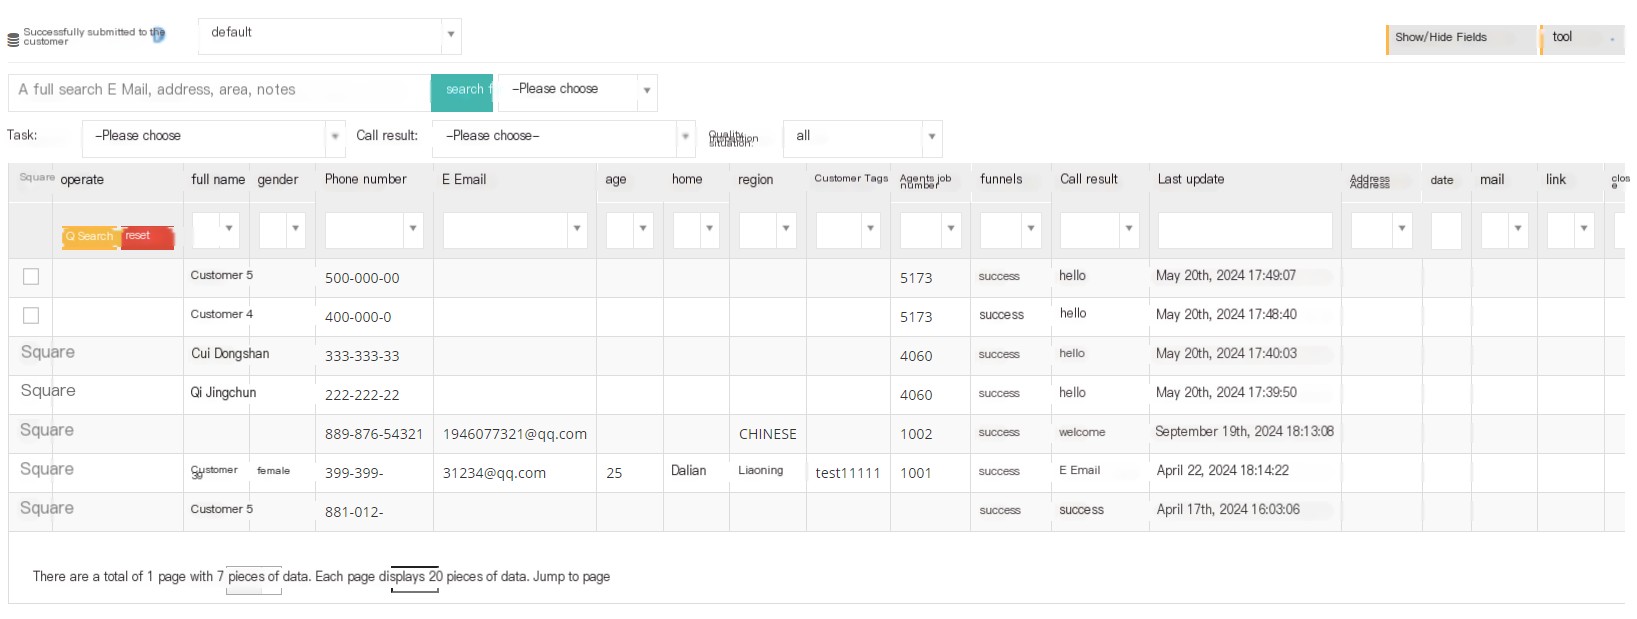 Successfully submitted to the
customer
default
Show/Hide Fields
tool
A full search E Mail, address, area, notes
search f
–Please choose
Task:
–Please choose
Call result:
–Please choose–
Quality
situation:
all
Square operate full name gender Phone number E Email age home region Customer Tags Agents job number funnels Call result Last update Address Address date mail link close
Q Search reset
Customer 5 500-000-00 5173 success hello May 20th, 2024 17:49:07
Customer 4 400-000-0 5173 success hello May 20th, 2024 17:48:40
Square Cui Dongshan 333-333-33 4060 success hello May 20th, 2024 17:40:03
Square Qi Jingchun 222-222-22 4060 success hello May 20th, 2024 17:39:50
Square 889-876-54321 1946077321@qq.com CHINESE 1002 success welcome September 19th, 2024 18:13:08
Square Customer 39 female 399-399- 31234@qq.com 25 Dalian Liaoning test11111 1001 success E Email April 22, 2024 18:14:22
Square Customer 5 881-012- success success April 17th, 2024 16:03:06
There are a total of 1 page with 7 pieces of data. Each page displays 20 pieces of data. Jump to page